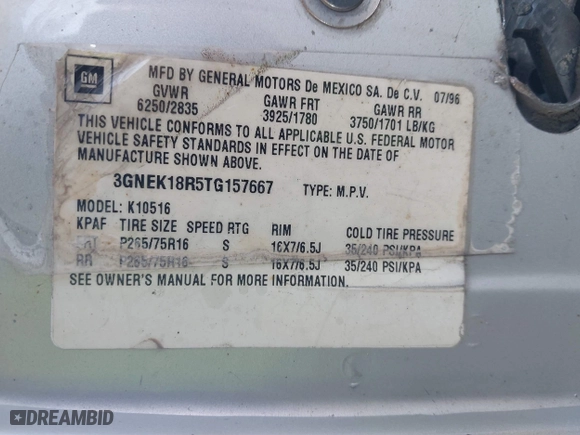 GM
MFD BY GENERAL MOTORS De MEXICO SA. De C.V. 07/96
GVWR GAWR FRT GAWR RR
6250/2835 3925/1780 3750/1701 LB/KG
THIS VEHICLE CONFORMS TO ALL APPLICABLE U.S. FEDERAL MOTOR
VEHICLE SAFETY STANDARDS IN EFFECT ON THE DATE OF
MANUFACTURE SHOWN ABOVE.
3GNEK18R5TG157667 TYPE: M.P.V.
MODEL: K10516
KPAF TIRE SIZE SPEED RTG RIM COLD TIRE PRESSURE
P265/75R16 S 16X7/6.5J 35/240 PSI/KPA
RR P265/75R16 S 16X7/6.5J 35/240 PSI/KPA
SEE OWNER'S MANUAL FOR MORE INFORMATION.
DREAMBID